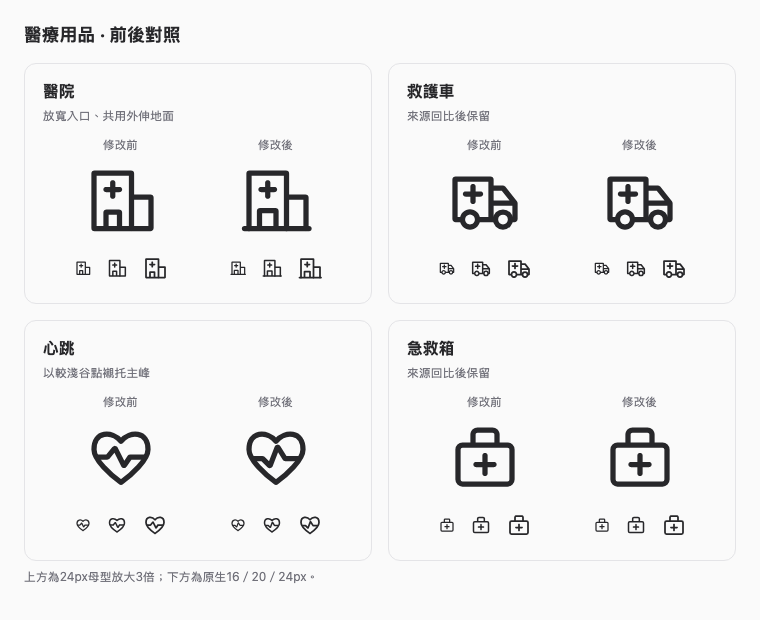 醫療用品 · 前後對照
醫院
放寬入口、共用外伸地面
修改前
修改後
救護車
來源回比後保留
修改前
修改後
心跳
以較淺谷點襯托主峰
修改前
修改後
急救箱
來源回比後保留
修改前
修改後
上方為24px母型放大3倍；下方為原生16 / 20 / 24px。